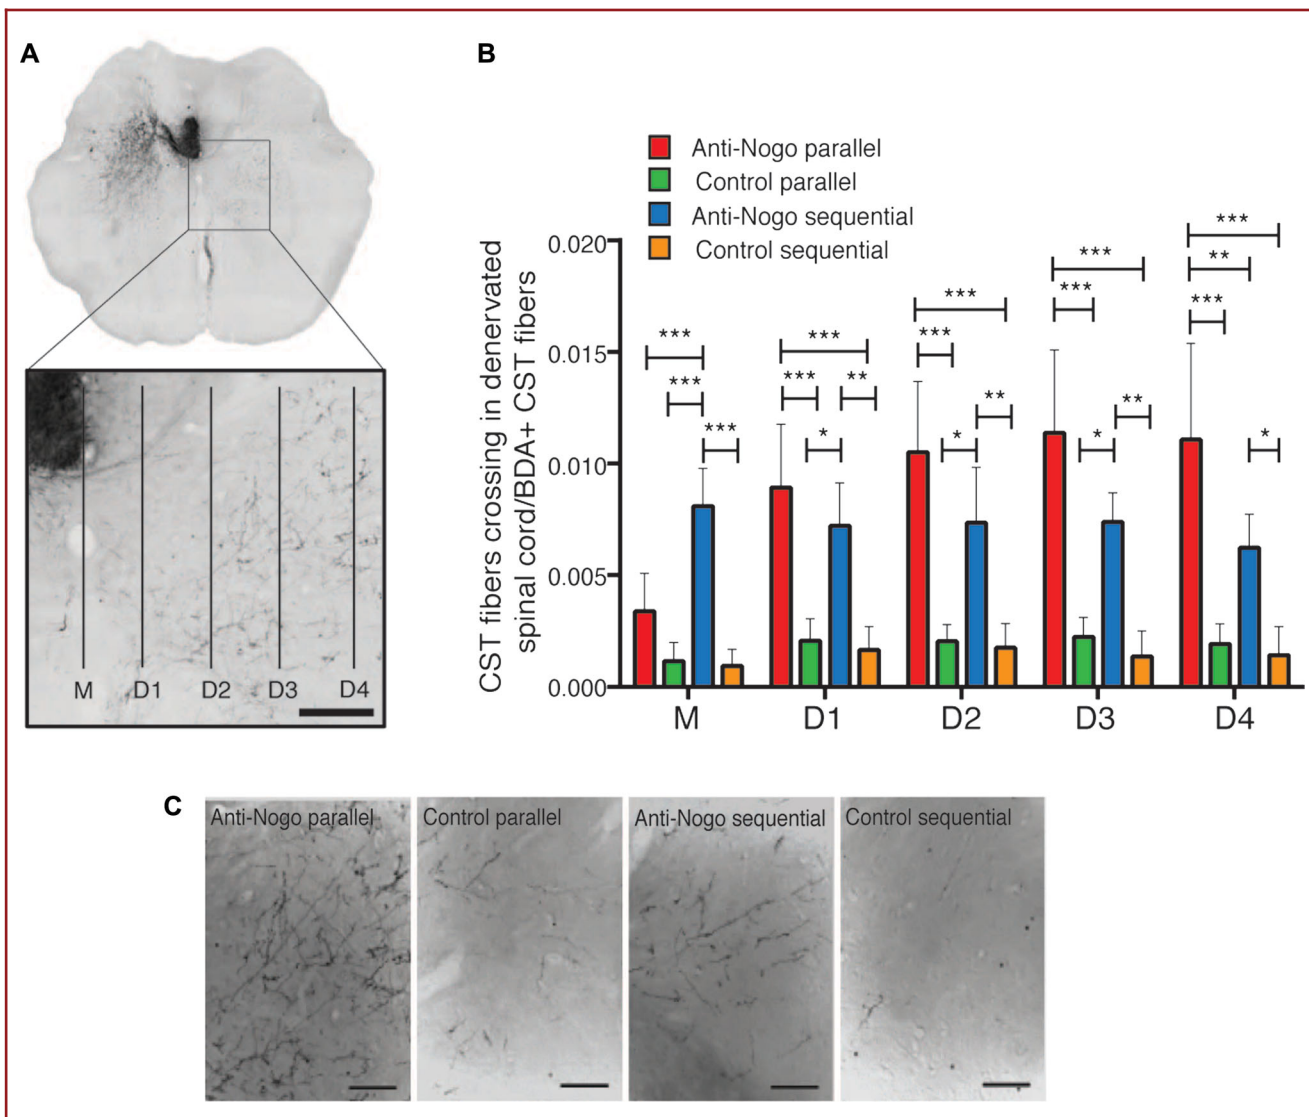 A
M D1 D2 D3 D4
B
Anti-Nogo parallel
Control parallel
Anti-Nogo sequential
Control sequential
CST fibers crossing in denervated
spinal cord/BDA+ CST fibers
0.020
0.015
0.010
0.005
0.000
*** *** ***
*** *** ** *
*** *** ** *
*** *** ** *
*** ** *** *
M D1 D2 D3 D4
C
Anti-Nogo parallel
Control parallel
Anti-Nogo sequential
Control sequential